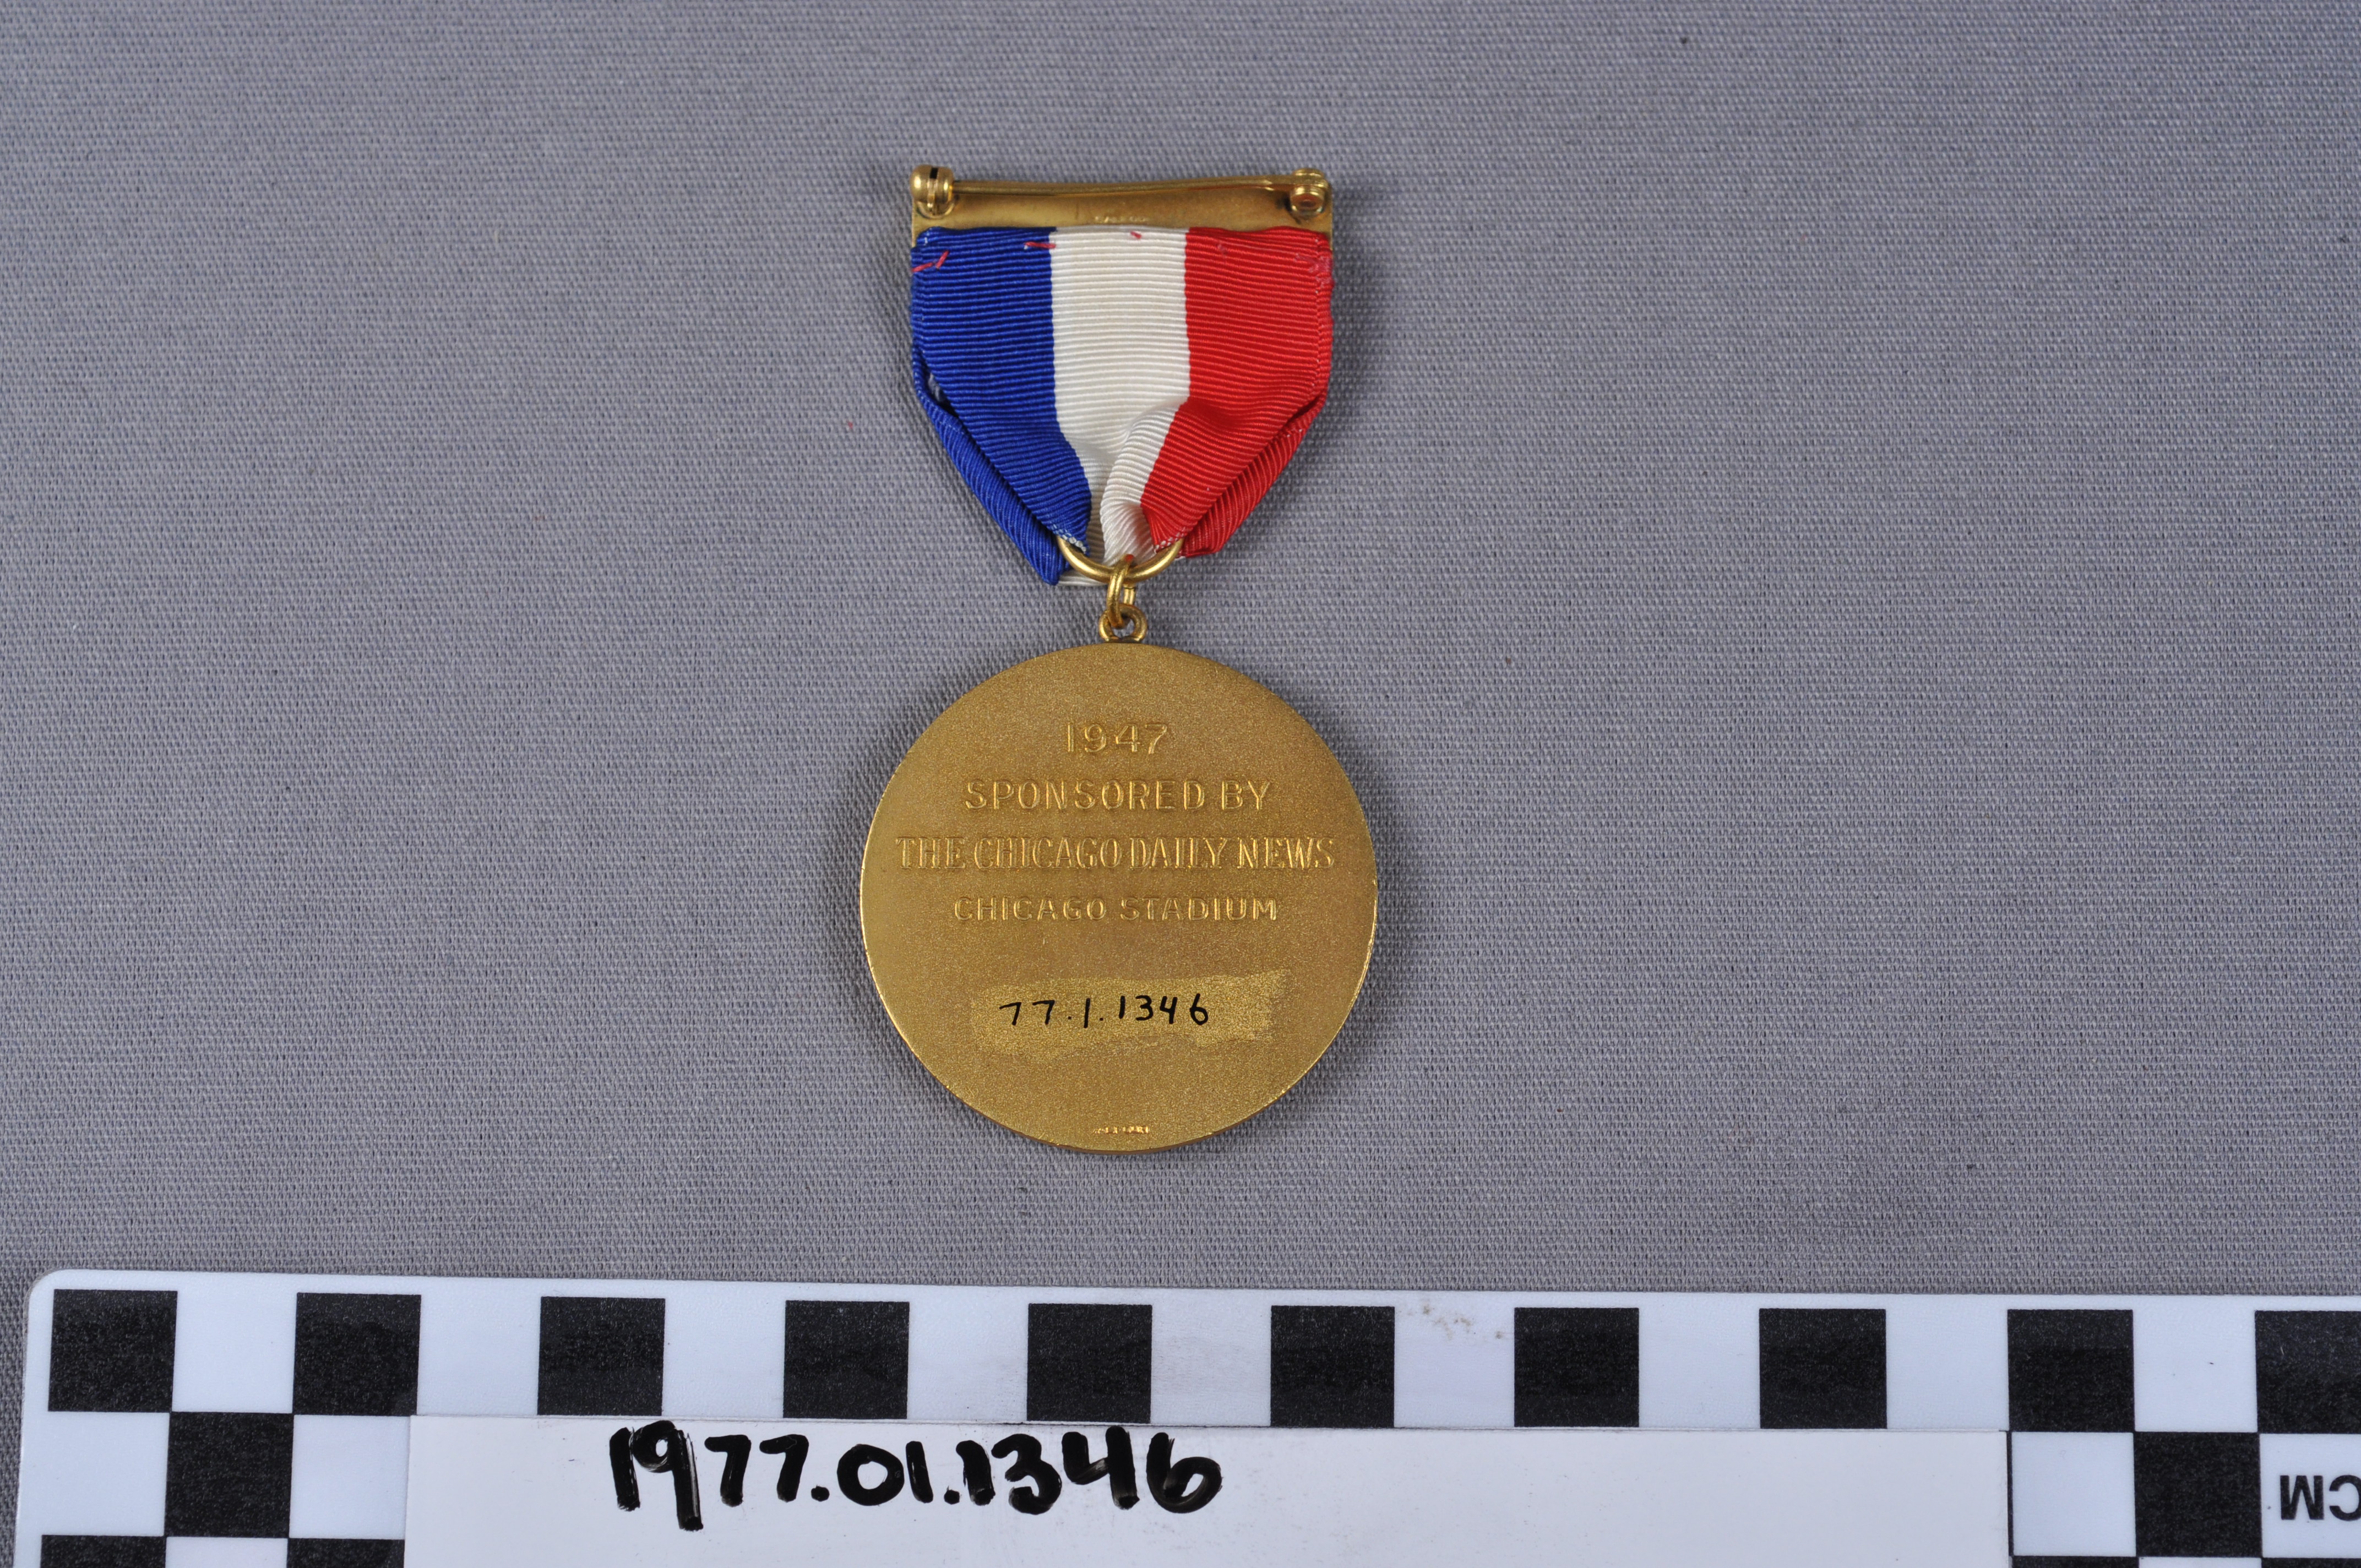 1947
SPONSORED BY
THE CHICAGO DAILY NEWS
CHICAGO STADIUM
77.1.1346
1977.01.1346
CM